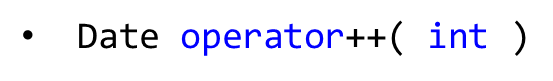 • Date operator++( int )